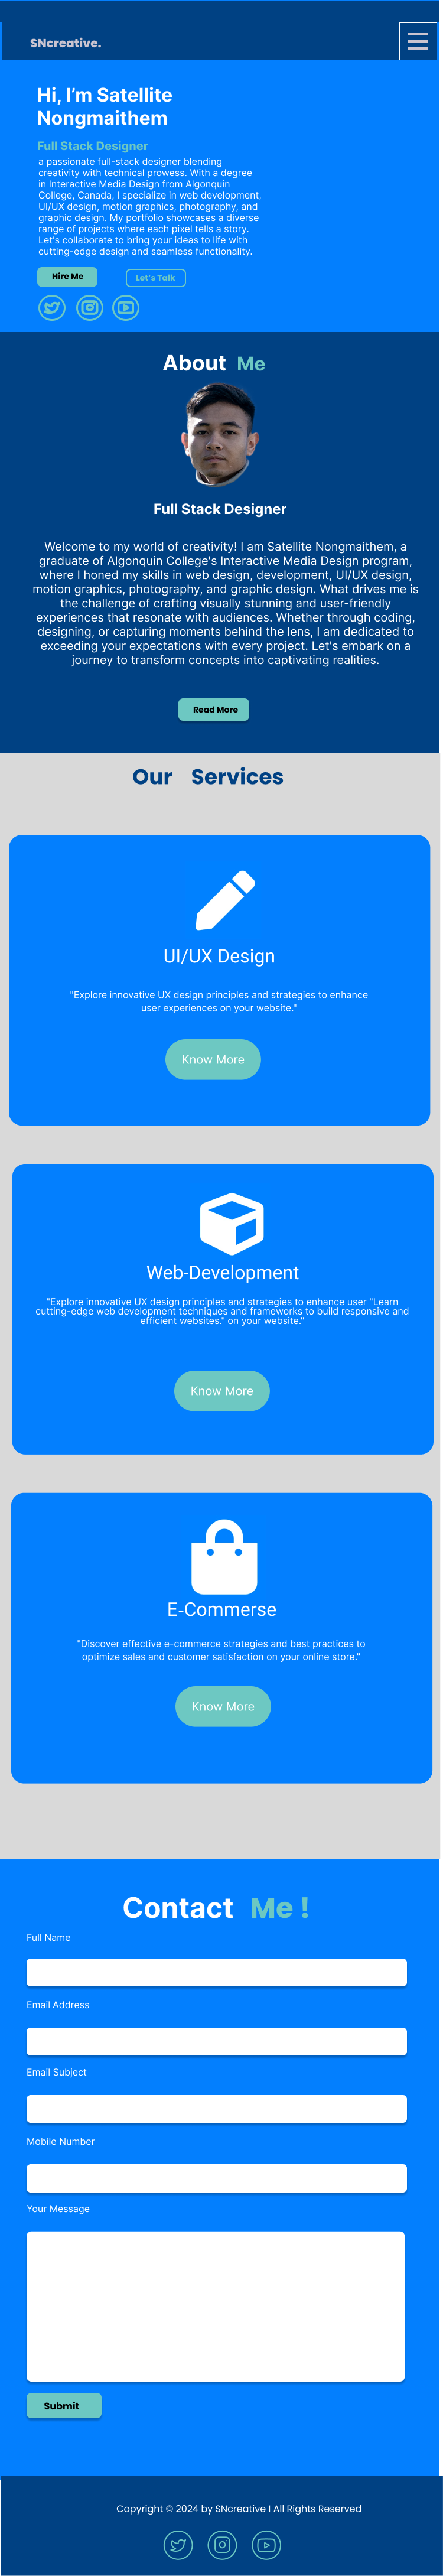 SNcreative.
Hi, I’m Satellite
Nongmaithem
Full Stack Designer
a passionate full-stack designer blending
creativity with technical prowess. With a degree
in Interactive Media Design from Algonquin
College, Canada, I specialize in web development,
UI/UX design, motion graphics, photography, and
graphic design. My portfolio showcases a diverse
range of projects where each pixel tells a story.
Let's collaborate to bring your ideas to life with
cutting-edge design and seamless functionality.
Hire Me Let’s Talk
About Me
Full Stack Designer
Welcome to my world of creativity! I am Satellite Nongmaithem, a
graduate of Algonquin College's Interactive Media Design program,
where I honed my skills in web design, development, UI/UX design,
motion graphics, photography, and graphic design. What drives me is
the challenge of crafting visually stunning and user-friendly
experiences that resonate with audiences. Whether through coding,
designing, or capturing moments behind the lens, I am dedicated to
exceeding your expectations with every project. Let's embark on a
journey to transform concepts into captivating realities.
Read More
Our Services
UI/UX Design
"Explore innovative UX design principles and strategies to enhance
user experiences on your website."
Know More
Web-Development
"Explore innovative UX design principles and strategies to enhance user "Learn
cutting-edge web development techniques and frameworks to build responsive and
efficient websites." on your website."
Know More
E-Commerse
"Discover effective e-commerce strategies and best practices to
optimize sales and customer satisfaction on your online store."
Know More
Contact Me !
Full Name
Email Address
Email Subject
Mobile Number
Your Message
Submit
Copyright © 2024 by SNcreative I All Rights Reserved